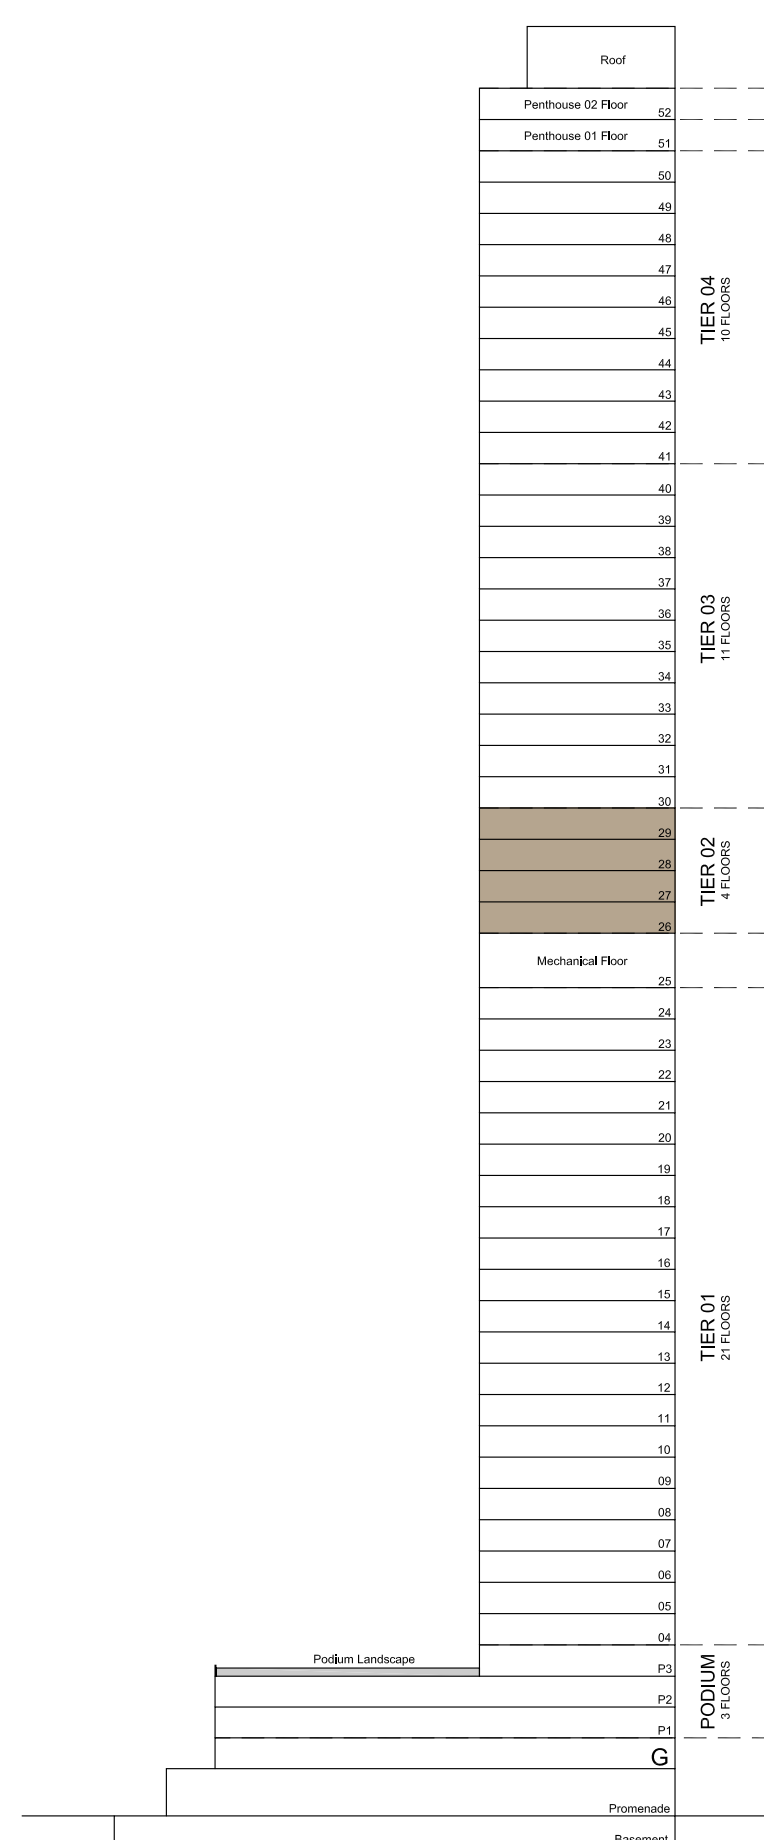 Roof
Penthouse 02 Floor
52
Penthouse 01 Floor
51
50
49
48
47
46
45
44
43
42
41
TIER 04
10 FLOORS
40
39
38
37
36
35
34
33
32
31
30
TIER 03
11 FLOORS
29
28
27
26
TIER 02
4 FLOORS
Mechanical Floor
25
24
23
22
21
20
19
18
17
16
15
14
13
12
11
10
09
08
07
06
05
04
TIER 01
21 FLOORS
Podium Landscape
P3
P2
P1
PODIUM
3 FLOORS
G
Promenade
Basement